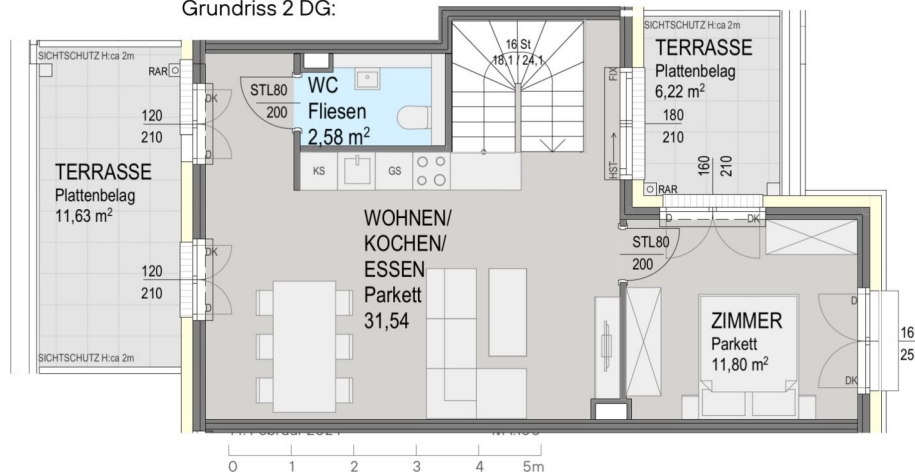 Grundriss 2 DG:
SICHTSCHUTZ H:ca 2m
RAR
DK
D
120
210
TERRASSE
Plattenbelag
11,63 m²
DK
120
210
D
SICHTSCHUTZ H:ca 2m
STL80
200
WC
Fliesen
2,58 m²
16 St
18,1 / 24,1
KS
GS
WOHNEN/
KOCHEN/
ESSEN
Parkett
31,54
FIX
HST
SICHTSCHUTZ H:ca 2m
TERRASSE
Plattenbelag
6,22 m²
180
210
160
210
RAR
D
DK
STL80
200
ZIMMER
Parkett
11,80 m²
D
DK
16
25
0 1 2 3 4 5m